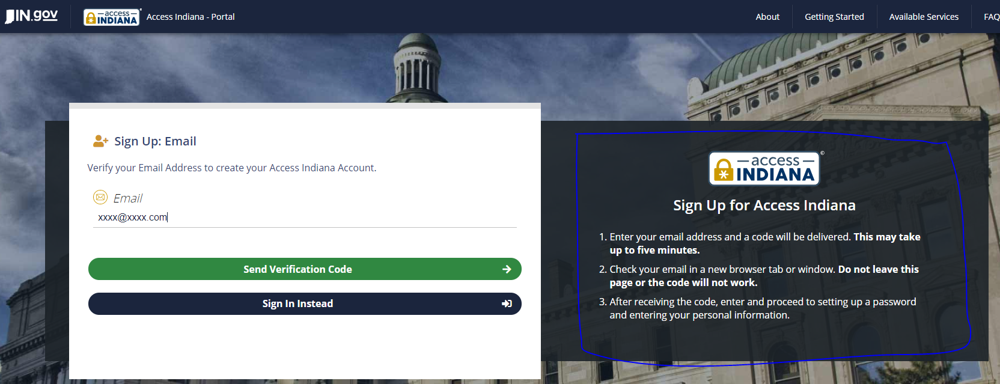 IN.gov
access
INDIANA
Access Indiana - Portal
About
Getting Started
Available Services
FAQ
Sign Up: Email
Verify your Email Address to create your Access Indiana Account.
Email
xxxx@xxxx.com
Send Verification Code
Sign In Instead
access
INDIANA
©
Sign Up for Access Indiana
1. Enter your email address and a code will be delivered. This may take
up to five minutes.
2. Check your email in a new browser tab or window. Do not leave this
page or the code will not work.
3. After receiving the code, enter and proceed to setting up a password
and entering your personal information.